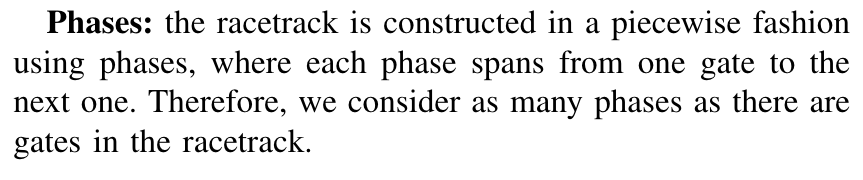 Phases: the racetrack is constructed in a piecewise fashion
using phases, where each phase spans from one gate to the
next one. Therefore, we consider as many phases as there are
gates in the racetrack.